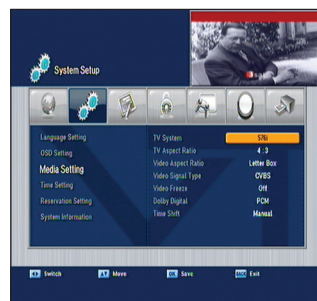 System Setup
Language Setting
OSD Setting
Media Setting
Time Setting
Reservation Setting
System Information
TV System 576i
TV Aspect Ratio 4:3
Video Aspect Ratio Letter Box
Video Signal Type CVBS
Video Freeze Off
Dolby Digital PCM
Time Shift Manual
Switch Move OK Save BACK Exit